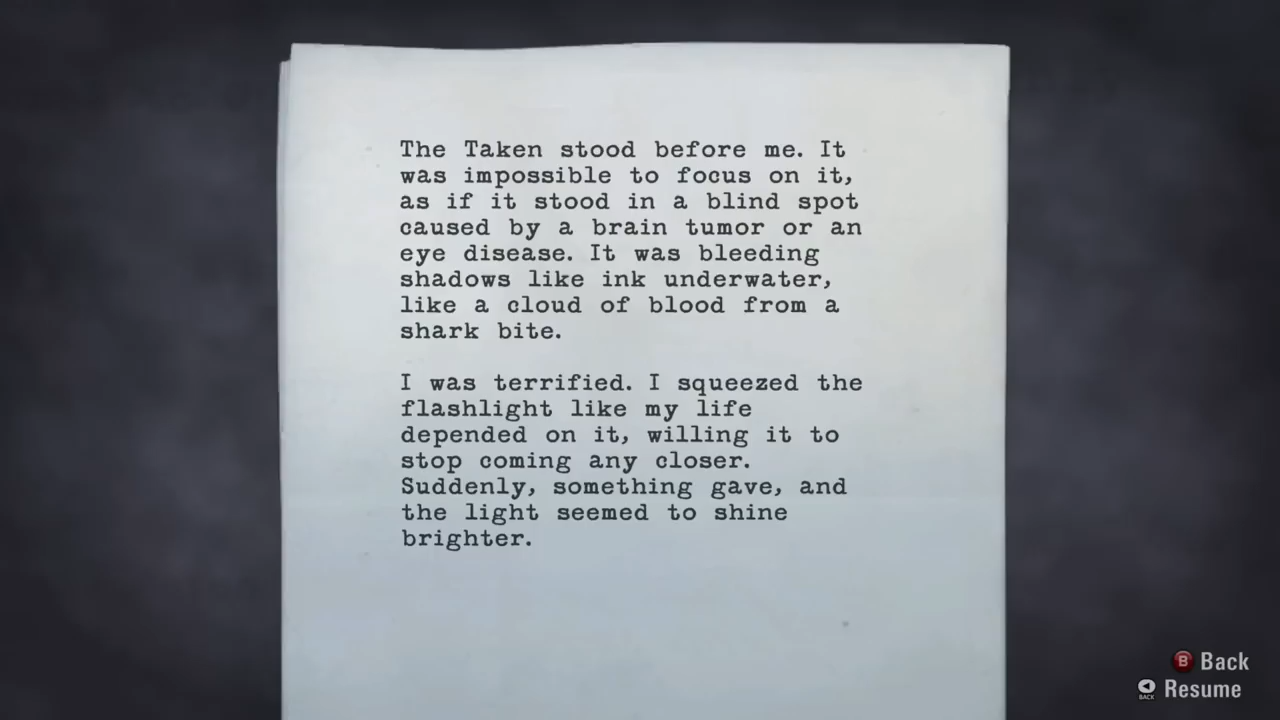 The Taken stood before me. It
was impossible to focus on it,
as if it stood in a blind spot
caused by a brain tumor or an
eye disease. It was bleeding
shadows like ink underwater,
like a cloud of blood from a
shark bite.
I was terrified. I squeezed the
flashlight like my life
depended on it, willing it to
stop coming any closer.
Suddenly, something gave, and
the light seemed to shine
brighter.
B Back
BACK Resume